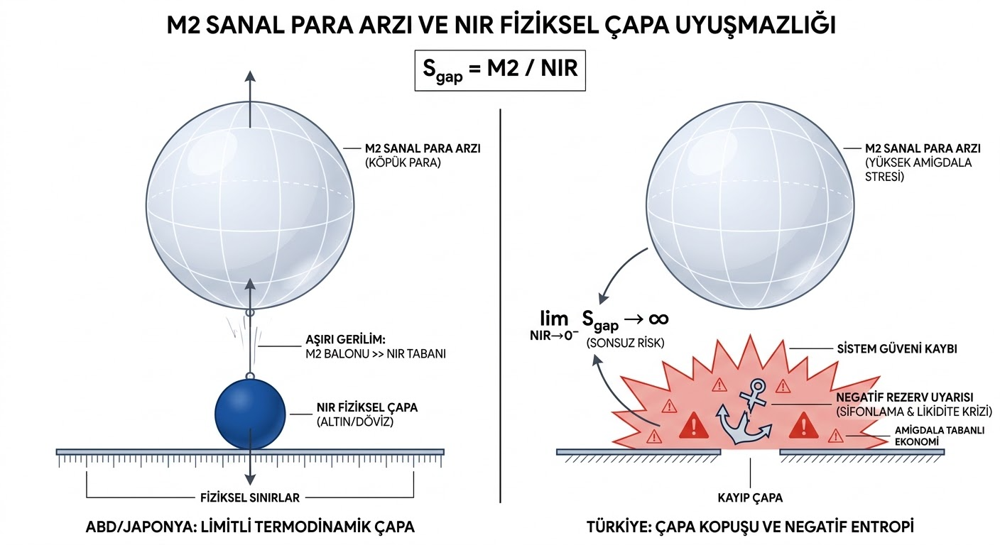 M2 SANAL PARA ARZI VE NIR FİZİKSEL ÇAPA UYUŞMAZLIĞI
S_gap = M2 / NIR
M2 SANAL PARA ARZI
(KÖPÜK PARA)
AŞIRI GERİLİM:
M2 BALONU >> NIR TABANI
NIR FİZİKSEL ÇAPA
(ALTIN/DÖVİZ)
FİZİKSEL SINIRLAR
ABD/JAPONYA: LİMİTLİ TERMODİNAMİK ÇAPA
M2 SANAL PARA ARZI
(YÜKSEK AMİGDALA
STRESİ)
lim S_gap → ∞
NIR→0⁻
(SONSUZ RİSK)
SİSTEM GÜVENİ KAYBI
NEGATİF REZERV UYARISI
(SİFONLAMA & LIKİDİTE KRİZİ)
AMİGDALA TABANLI
EKONOMİ
KAYIP ÇAPA
TÜRKİYE: ÇAPA KOPUŞU VE NEGATİF ENTROPİ